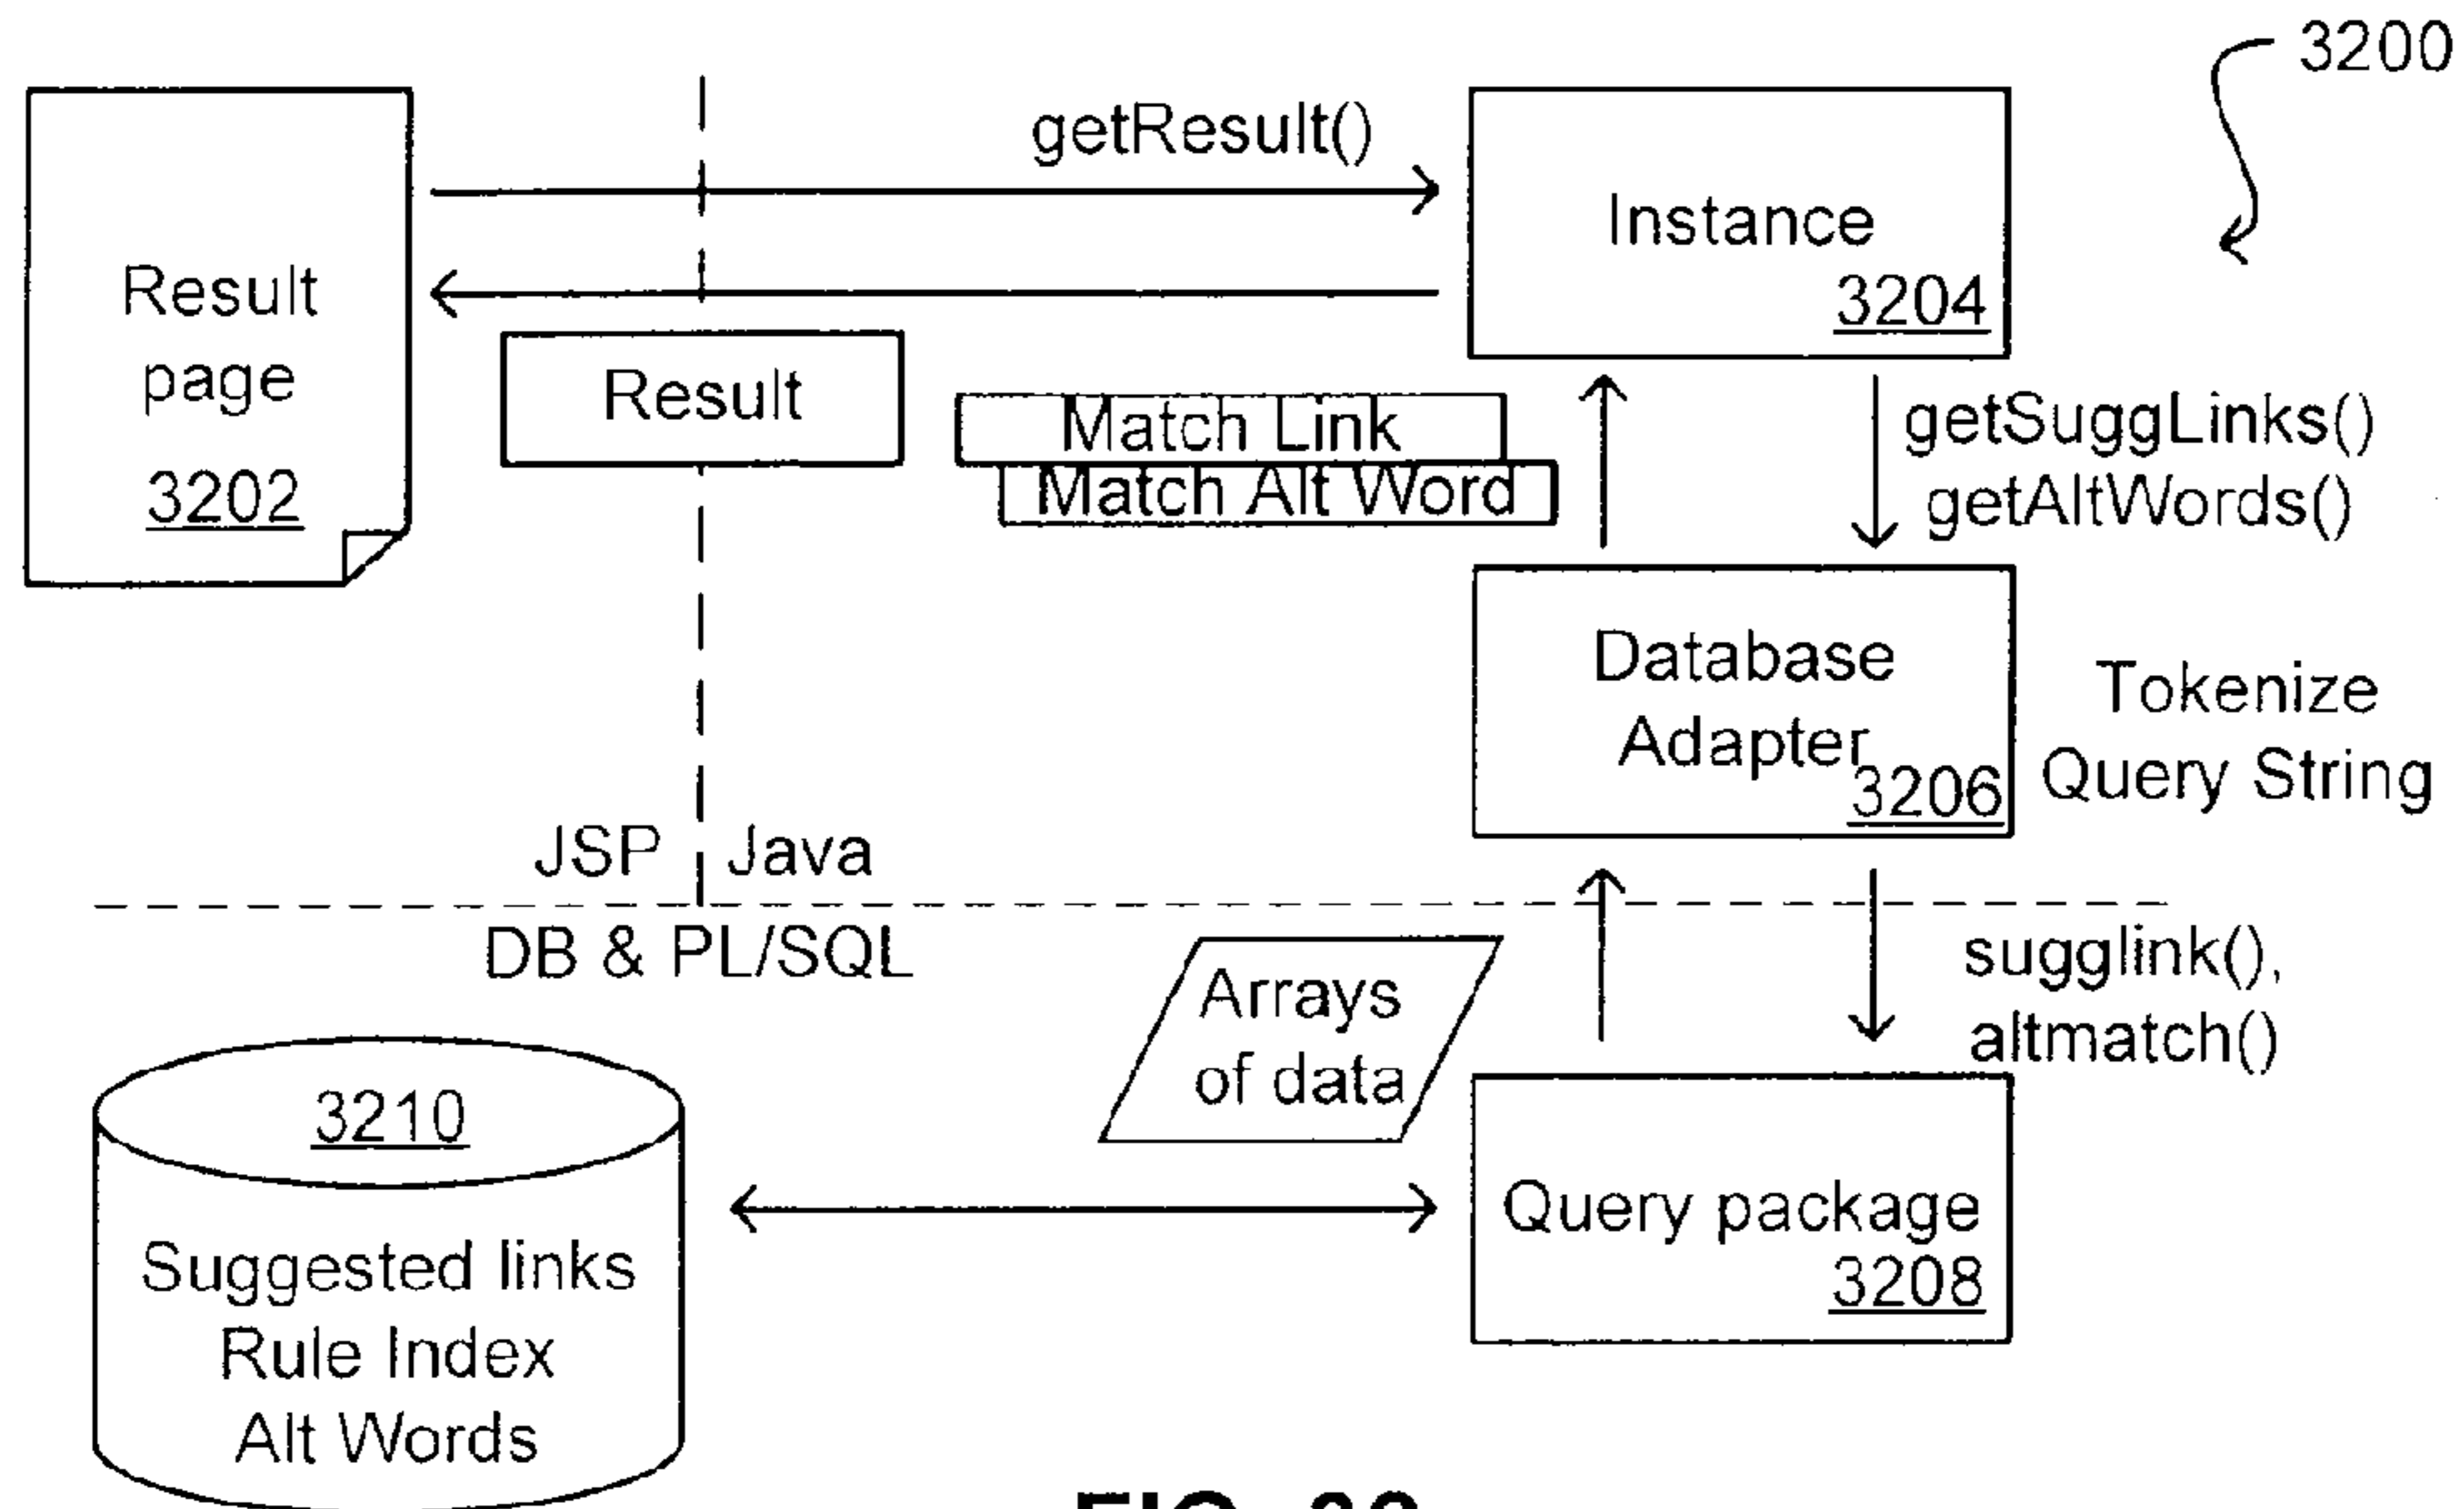 3200
getResult()
Result
page
3202
Instance
3204
Result
Match Link
Match Alt Word
getSuggLinks()
getAltWords()
Database
Adapter
3206
Tokenize
Query String
JSP
Java
DB & PL/SQL
Arrays
of data
sugglink(),
altmatch()
3210
Suggested links
Rule Index
Alt Words
Query package
3208